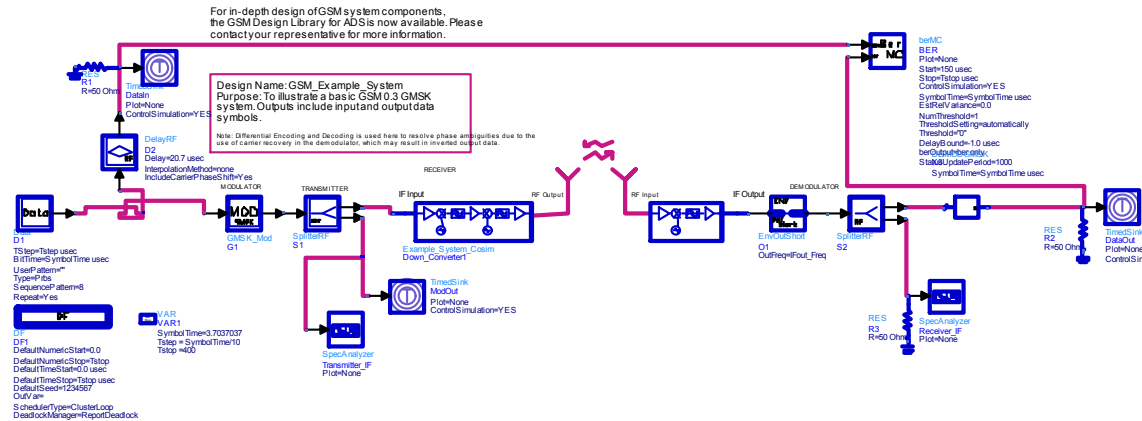 For in-depth design of GSM system components,
the GSM Design Library for ADS is now available. Please
contact your representative for more information.
Design Name: GSM_Example_System
Purpose: To illustrate a basic GSM 0.3 GMSK
system. Outputs include input and output data
symbols.
Note: Differential Encoding and Decoding is used here to resolve phase ambiguities due to the
use of carrier recovery in the demodulator, which may result in inverted output data.
RES
R1
R=50 Ohm
TimedSink
DataIn
Plot=None
ControlSimulation=YES
DelayRF
D2
Delay=20.7 usec
InterpolationMethod=none
IncludeCarrierPhaseShift=Yes
berMC
BER
Plot=None
Start=150 usec
Stop=Tstop usec
ControlSimulation=YES
SymbolTime=SymbolTime usec
EstRelVariance=0.0
NumThreshold=1
ThresholdSetting=automatically
Threshold="0"
DelayBound=-1.0 usec
berOutput=ber only
StatusUpdatePeriod=1000
SymbolTime=SymbolTime usec
Data
Data
D1
TStep=Tstep usec
BitTime=SymbolTime usec
UserPattern=""
Type=Prbs
SequencePattern=8
Repeat=Yes
MODULATOR
MOD
GMSK_Mod
G1
TRANSMITTER
SplitterRF
S1
IF Input
RECEIVER
RF Output
Example_System_Cosim
Down_Converter1
RF Input
IF Output
DEMODULATOR
EnvOutShort
O1
OutFreq=IFout_Freq
SplitterRF
S2
RES
R2
R=50 Ohm
TimedSink
DataOut
Plot=None
ControlSin
TimedSink
ModOut
Plot=None
ControlSimulation=YES
SpecAnalyzer
Transmitter_IF
Plot=None
RES
R3
R=50 Ohm
SpecAnalyzer
Receiver_IF
Plot=None
DF
DF
DF1
DefaultNumericStart=0.0
DefaultNumericStop=Tstop
DefaultTimeStart=0.0 usec
DefaultTimeStop=Tstop usec
DefaultSeed=1234567
OutVar=
SchedulerType=ClusterLoop
DeadlockManager=ReportDeadlock
VAR
VAR1
SymbolTime=3.7037037
Tstep = SymbolTime/10
Tstop =400